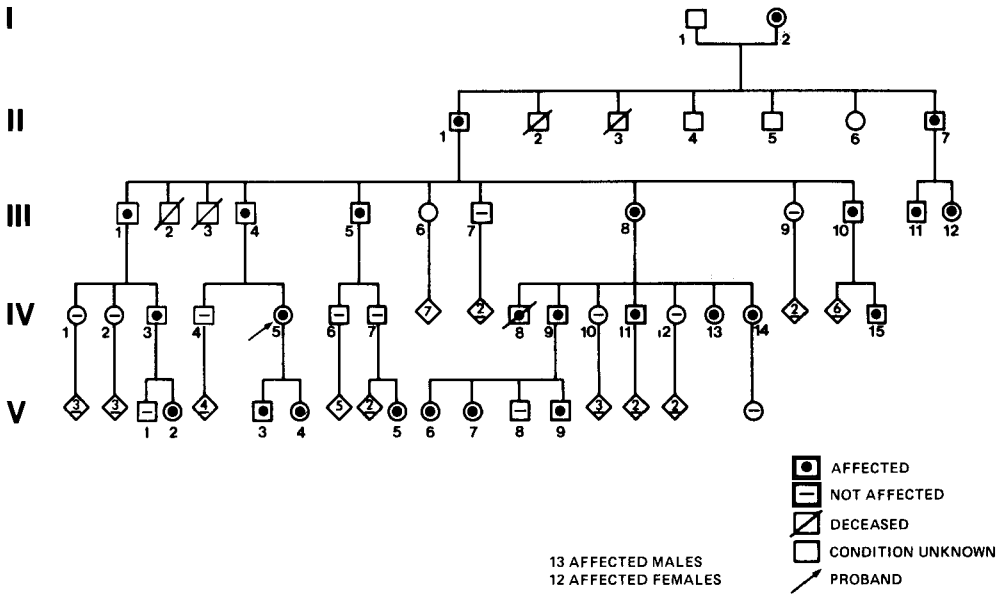 I
1 2
II
1 2 3 4 5 6 7
III
1 2 3 4 5 6 7 8 9 10 11 12
7 2 2 6
IV
1 2 3 4 5 6 7 8 9 10 11 12 13 14 15
3 3 4 5 2 3 2 2
V
1 2 3 4 5 6 7 8 9
AFFECTED
NOT AFFECTED
DECEASED
CONDITION UNKNOWN
PROBAND
13 AFFECTED MALES
12 AFFECTED FEMALES